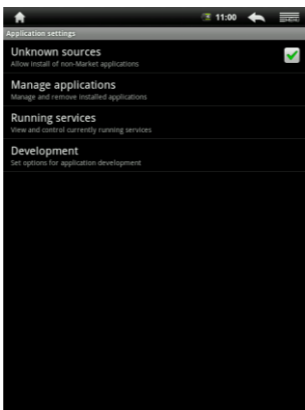 11:00
Application settings
Unknown sources
Allow install of non-Market applications
Manage applications
Manage and remove installed applications
Running services
View and control currently running services
Development
Set options for application development